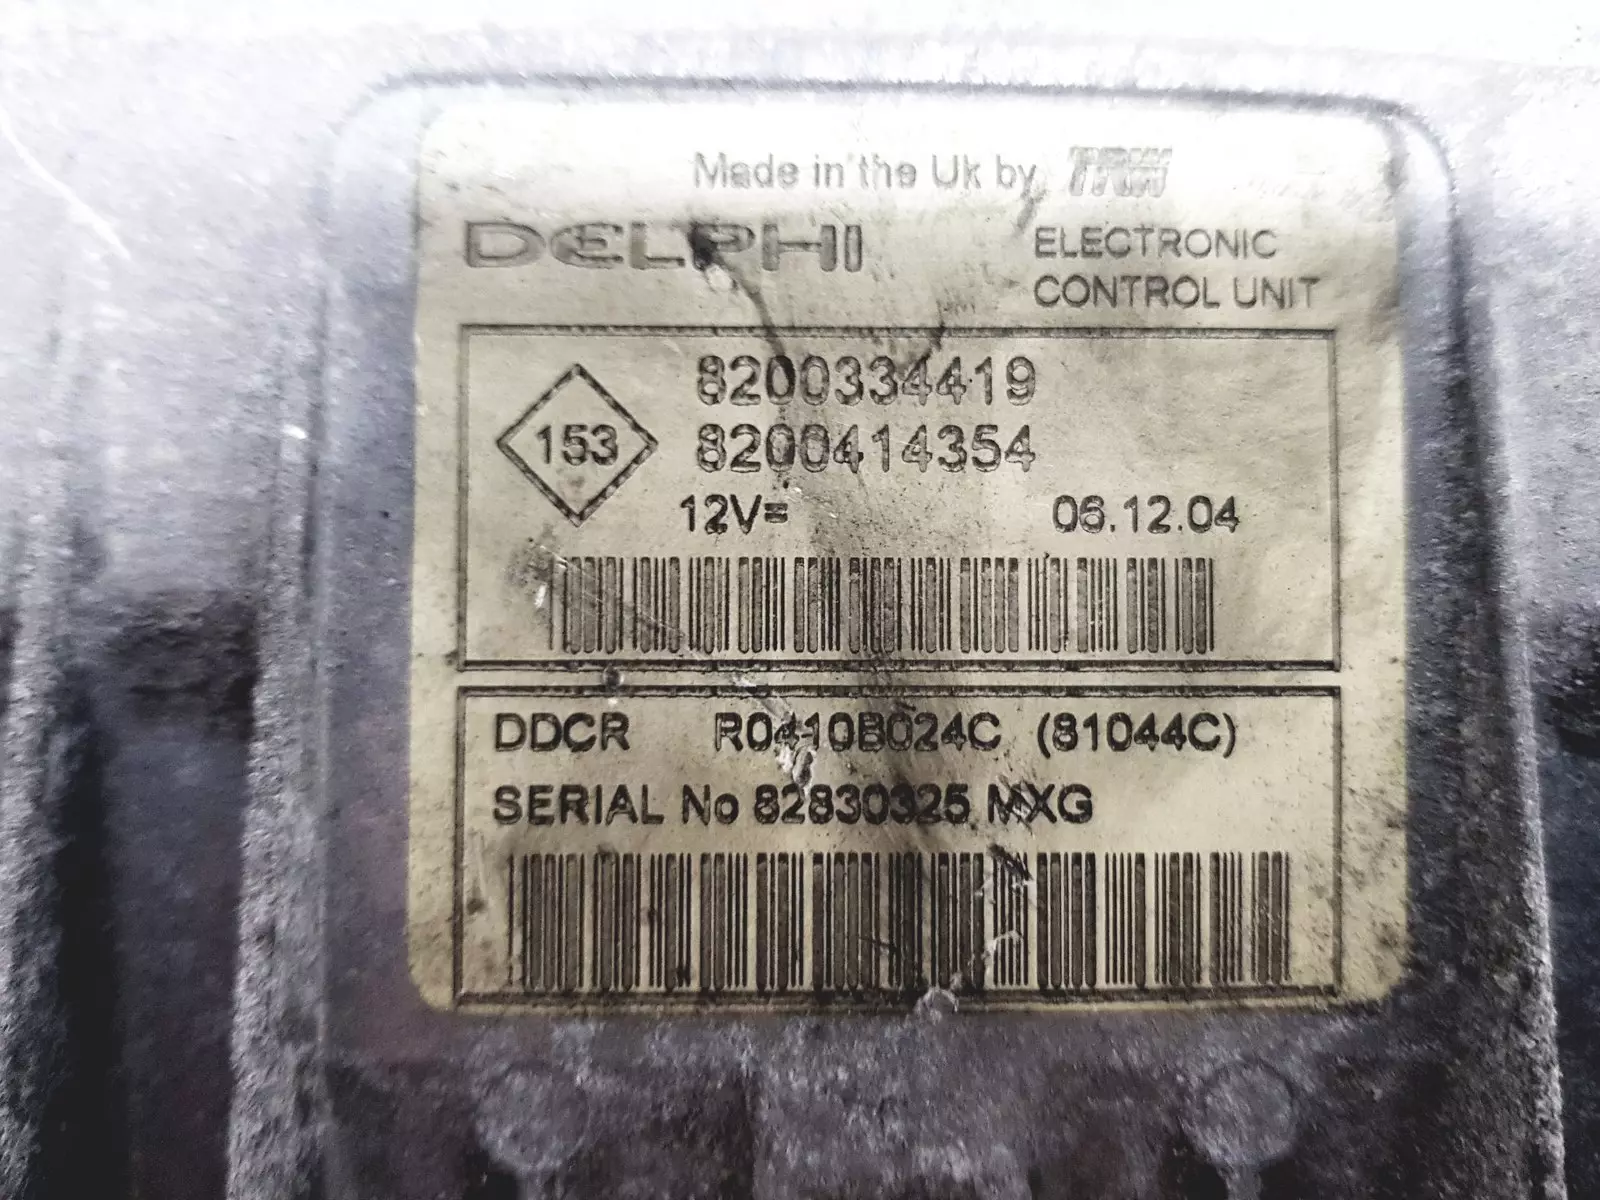 Made in the Uk by TRW
DELPHI
ELECTRONIC
CONTROL UNIT
153
8200334419
8200414354
12V=
06.12.04
DDCR R0410B024C (81044C)
SERIAL No 82830325 MXG